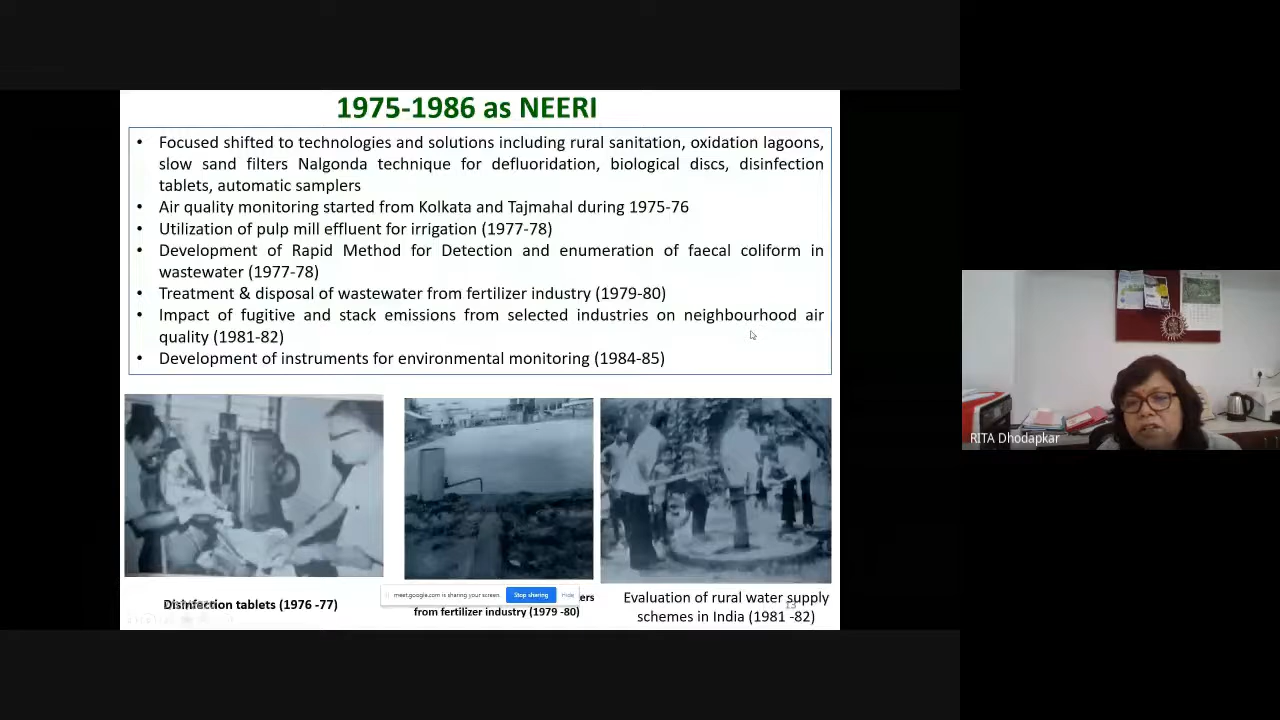 1975-1986 as NEERI
• Focused shifted to technologies and solutions including rural sanitation, oxidation lagoons,
slow sand filters Nalgonda technique for defluoridation, biological discs, disinfection
tablets, automatic samplers
• Air quality monitoring started from Kolkata and Tajmahal during 1975-76
• Utilization of pulp mill effluent for irrigation (1977-78)
• Development of Rapid Method for Detection and enumeration of faecal coliform in
wastewater (1977-78)
• Treatment & disposal of wastewater from fertilizer industry (1979-80)
• Impact of fugitive and stack emissions from selected industries on neighbourhood air
quality (1981-82)
• Development of instruments for environmental monitoring (1984-85)
RITA Dhodapkar
Disinfection tablets (1976 -77)
meet.google.com is sharing your screen. Stop sharing Hide
from fertilizer industry (1979 -80)
Evaluation of rural water supply
schemes in India (1981 -82)
13